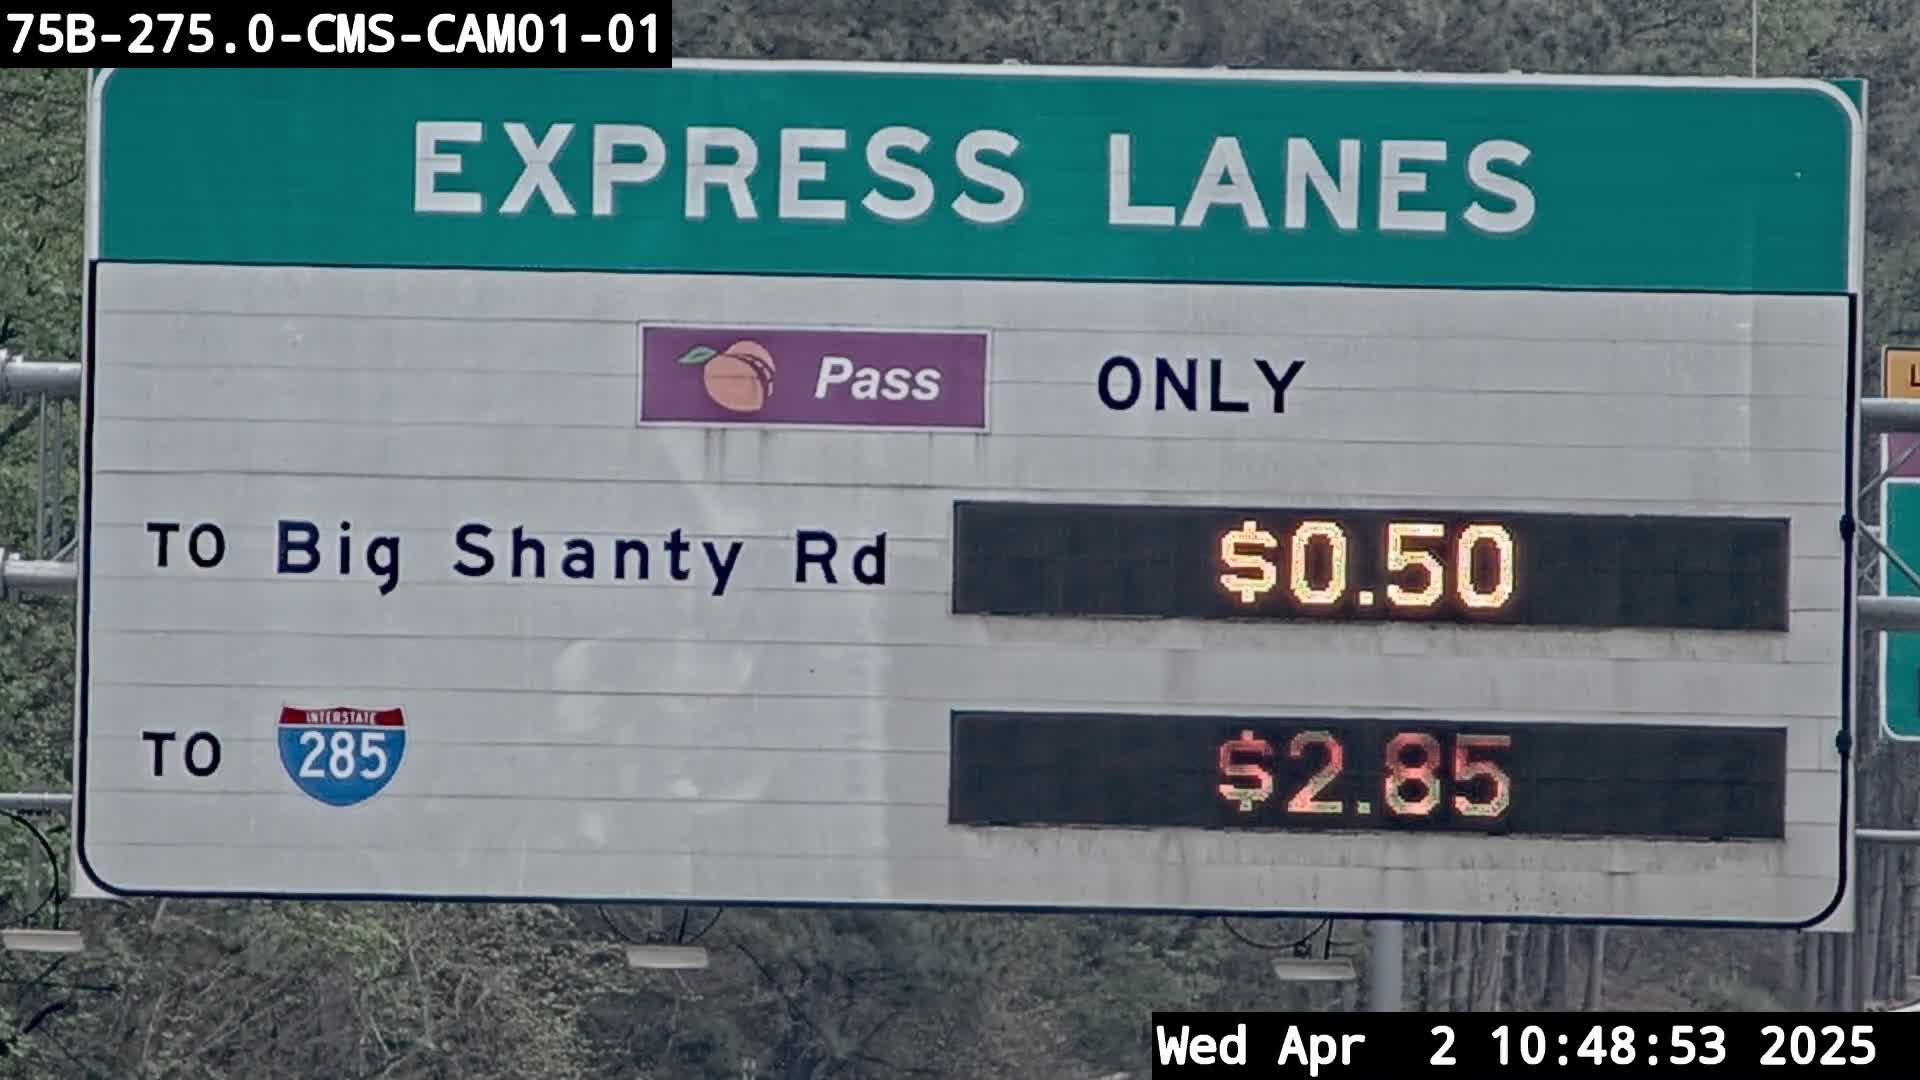 75B-275.0-CMS-CAM01-01
EXPRESS LANES
Pass ONLY
TO Big Shanty Rd $0.50
TO INTERSTATE 285 $2.85
Wed Apr 2 10:48:53 2025